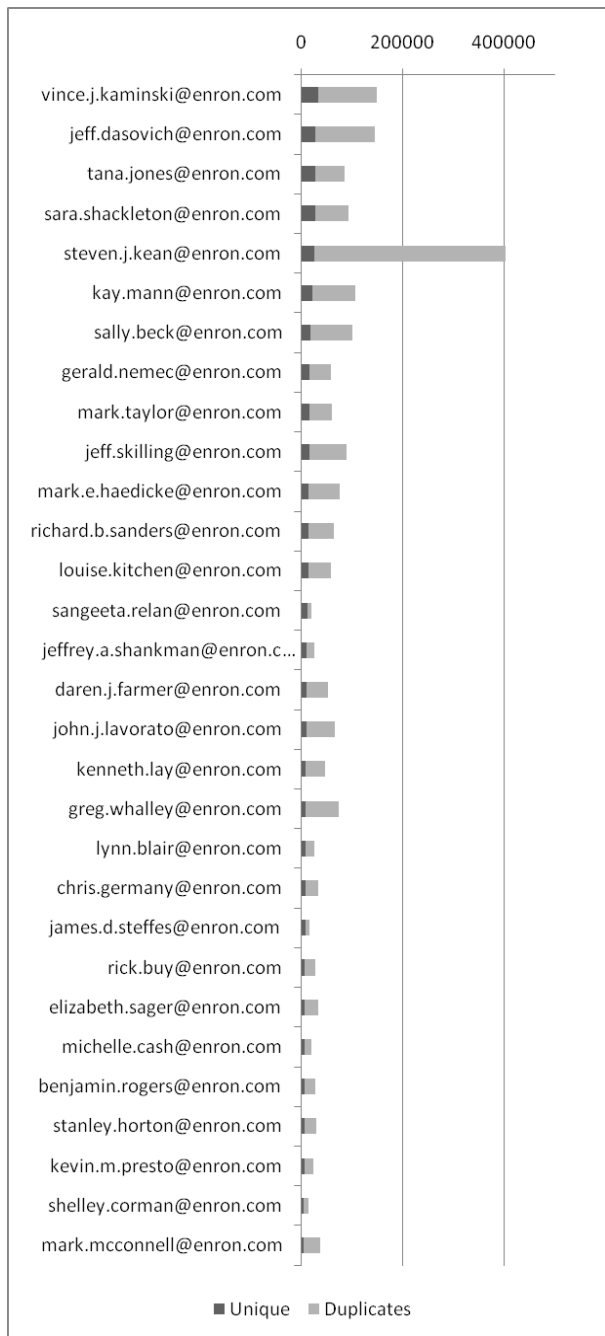 0 200000 400000
vince.j.kaminski@enron.com
jeff.dasovich@enron.com
tana.jones@enron.com
sara.shackleton@enron.com
steven.j.kean@enron.com
kay.mann@enron.com
sally.beck@enron.com
gerald.nemec@enron.com
mark.taylor@enron.com
jeff.skilling@enron.com
mark.e.haedicke@enron.com
richard.b.sanders@enron.com
louise.kitchen@enron.com
sangeeta.relan@enron.com
jeffrey.a.shankman@enron.c...
daren.j.farmer@enron.com
john.j.lavorato@enron.com
kenneth.lay@enron.com
greg.whalley@enron.com
lynn.blair@enron.com
chris.germany@enron.com
james.d.steffes@enron.com
rick.buy@enron.com
elizabeth.sager@enron.com
michelle.cash@enron.com
benjamin.rogers@enron.com
stanley.horton@enron.com
kevin.m.presto@enron.com
shelley.corman@enron.com
mark.mcconnell@enron.com
Unique Duplicates